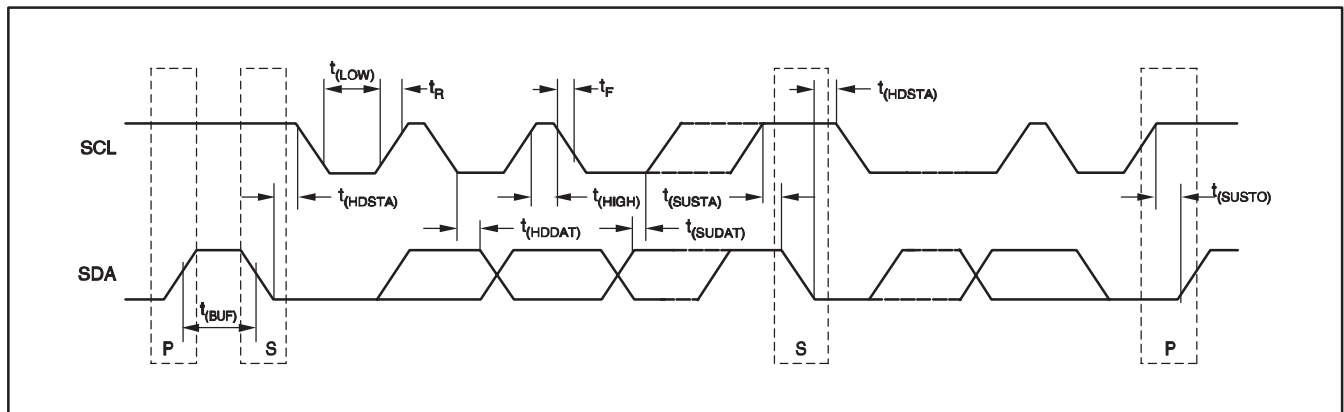 t(LOW)
tR
tF
t(HDSTA)
SCL
t(HDSTA)
t(HDDAT)
t(HIGH)
t(SUSTA)
t(SUDAT)
t(SUSTO)
SDA
t(BUF)
P
S
S
P